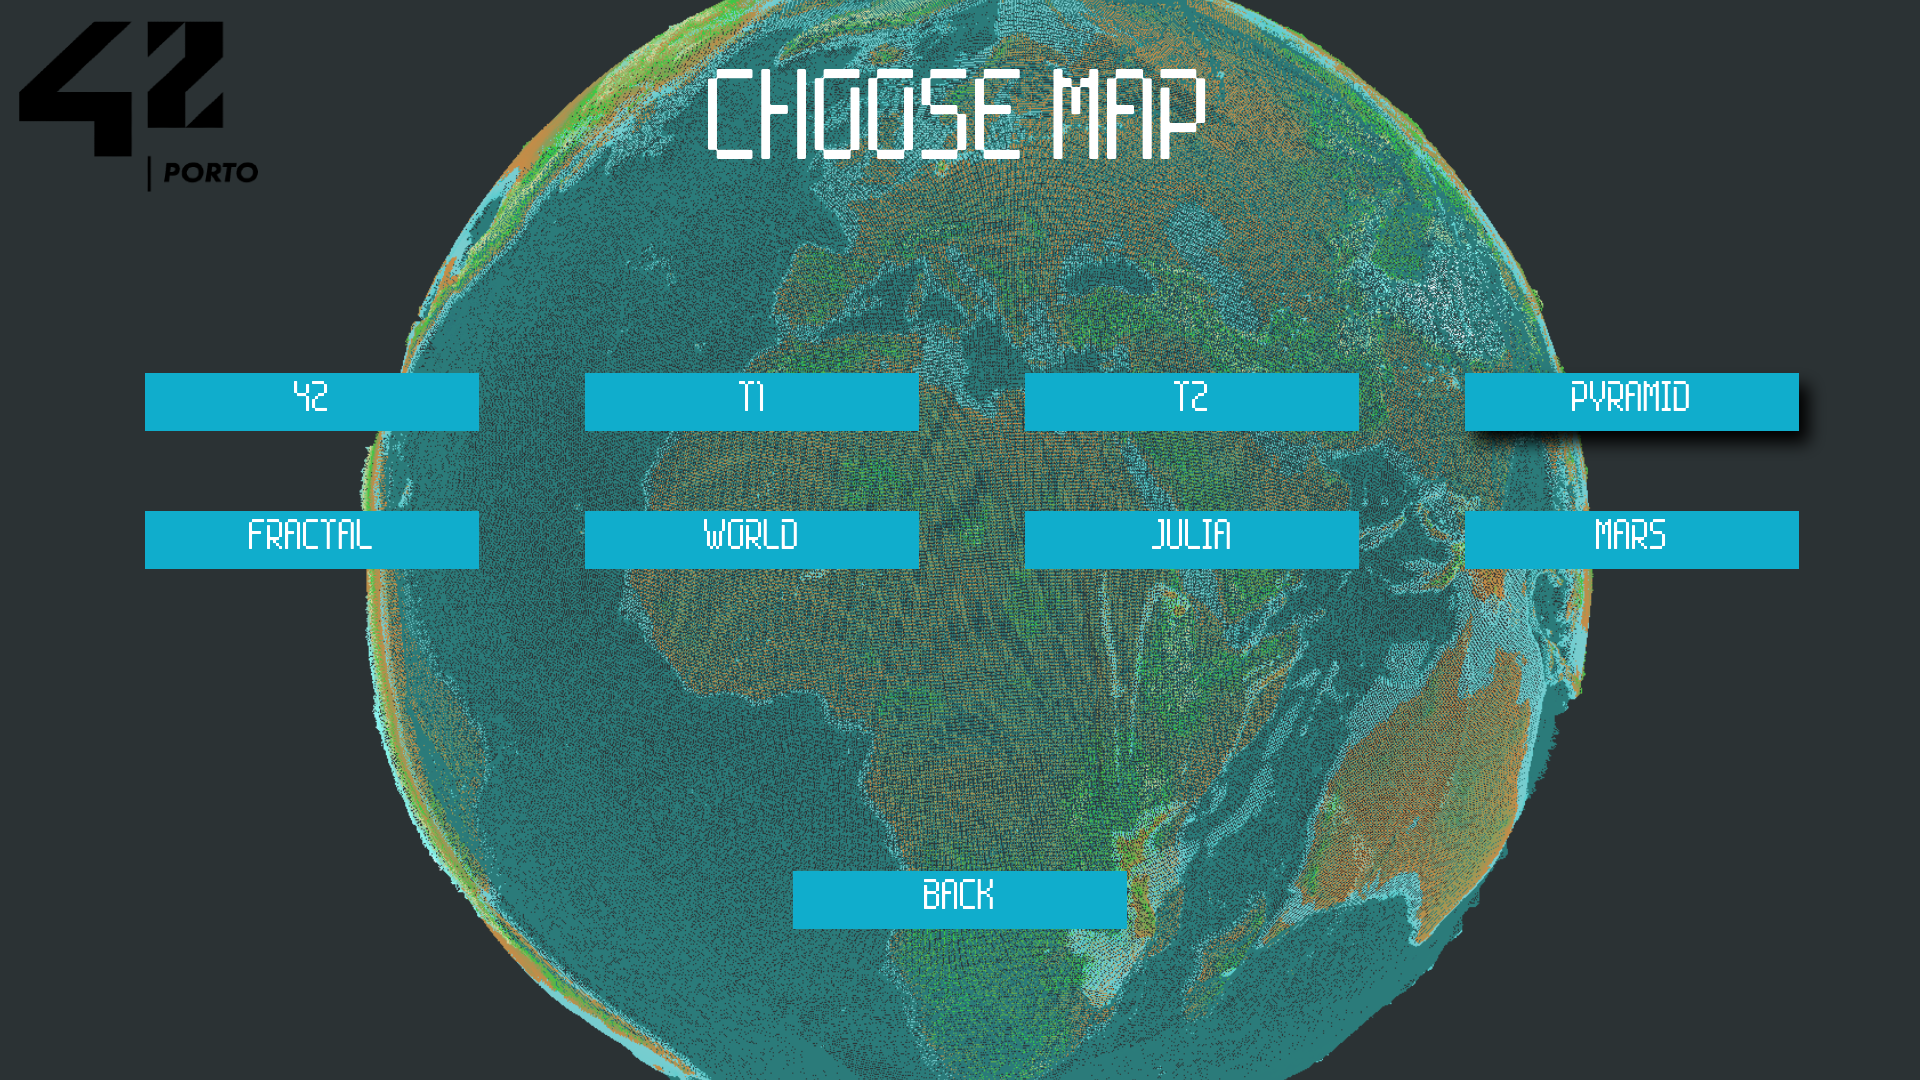 42
PORTO
CHOOSE MAP
42
T1
T2
PYRAMID
FRACTAL
WORLD
JULIA
MARS
BACK